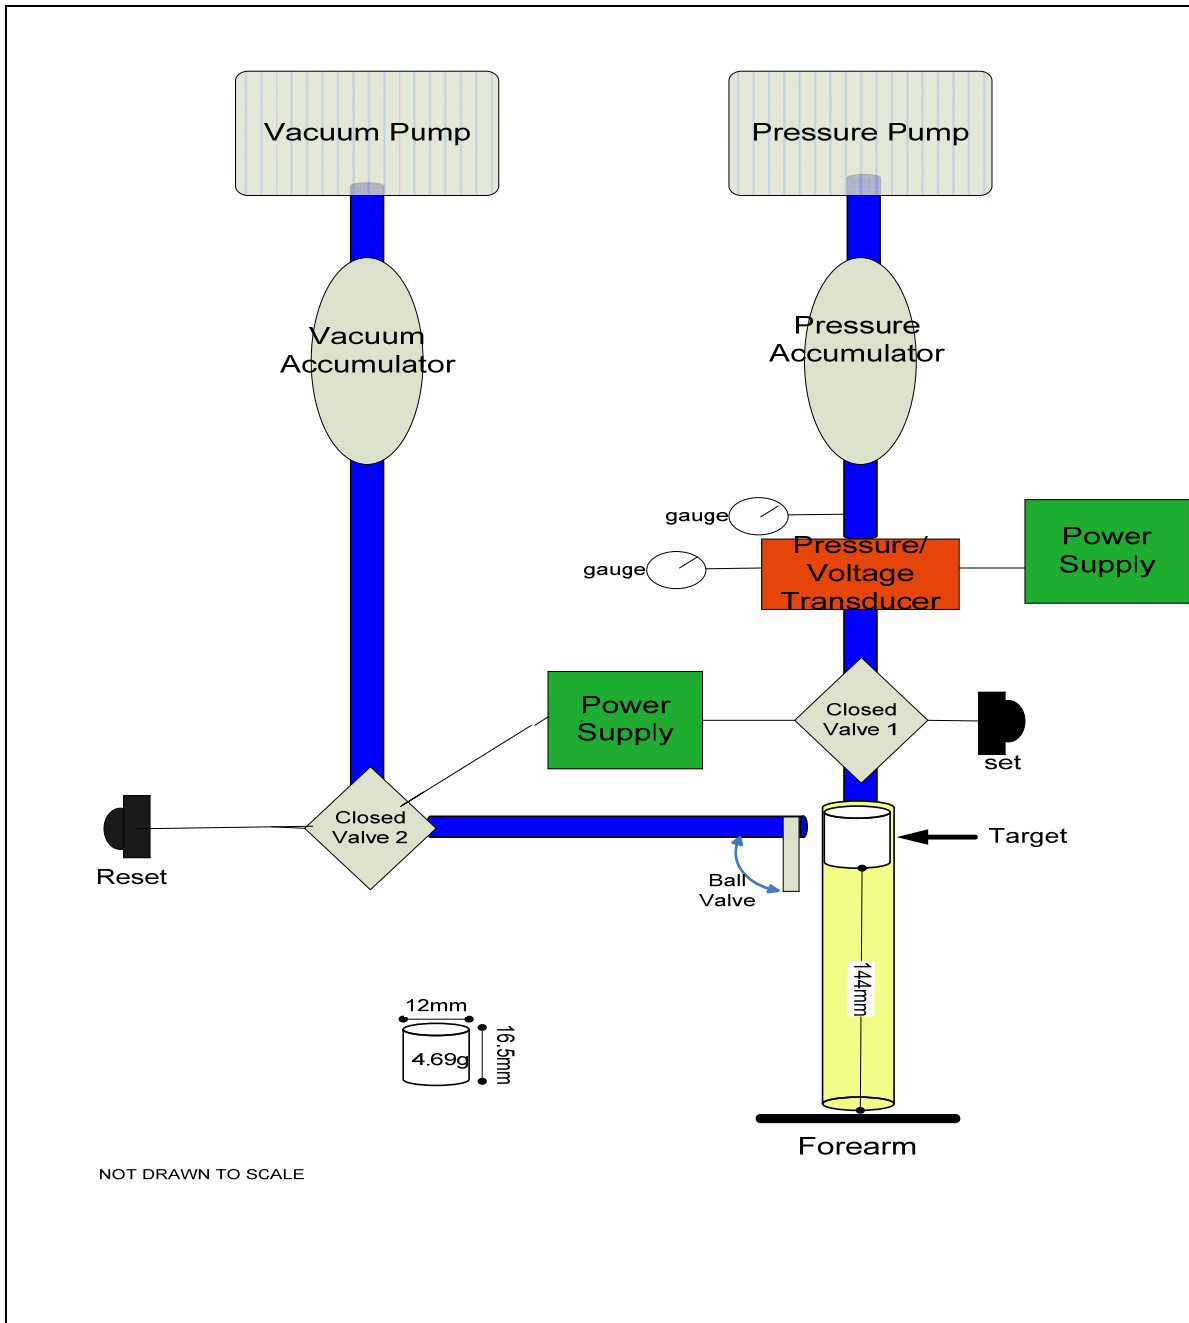 Vacuum Pump
Pressure Pump
Vacuum
Accumulator
Pressure
Accumulator
gauge
gauge
Pressure/
Voltage
Transducer
Power
Supply
Power
Supply
Closed
Valve 1
set
Closed
Valve 2
Reset
Ball
Valve
Target
144mm
12mm
4.69g
16.5mm
Forearm
NOT DRAWN TO SCALE